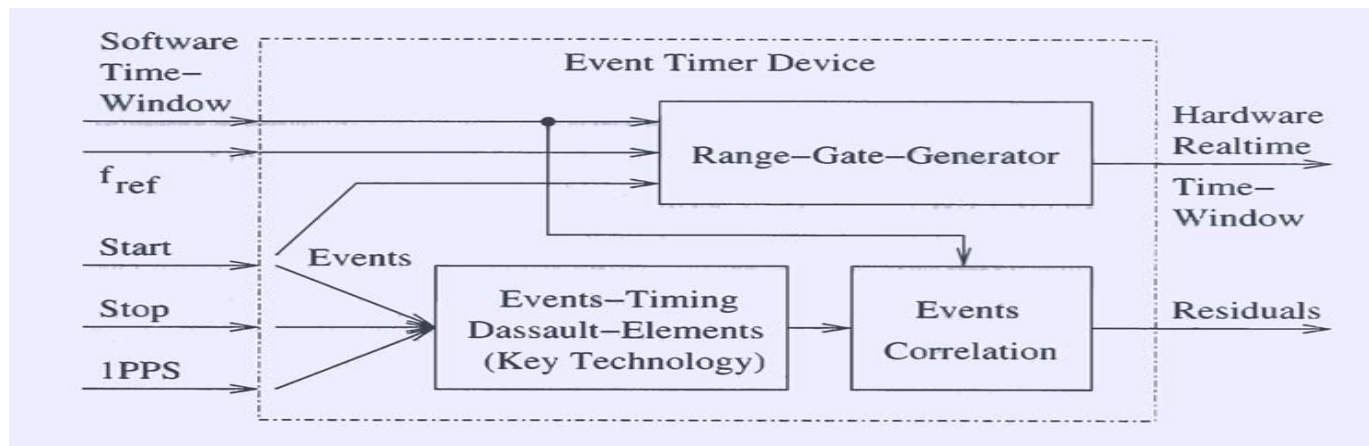 Software
Time–
Window
f ref
Start
Stop
1PPS
Event Timer Device
Range–Gate–Generator
Events
Events–Timing
Dassault–Elements
(Key Technology)
Events
Correlation
Hardware
Realtime
Time–
Window
Residuals